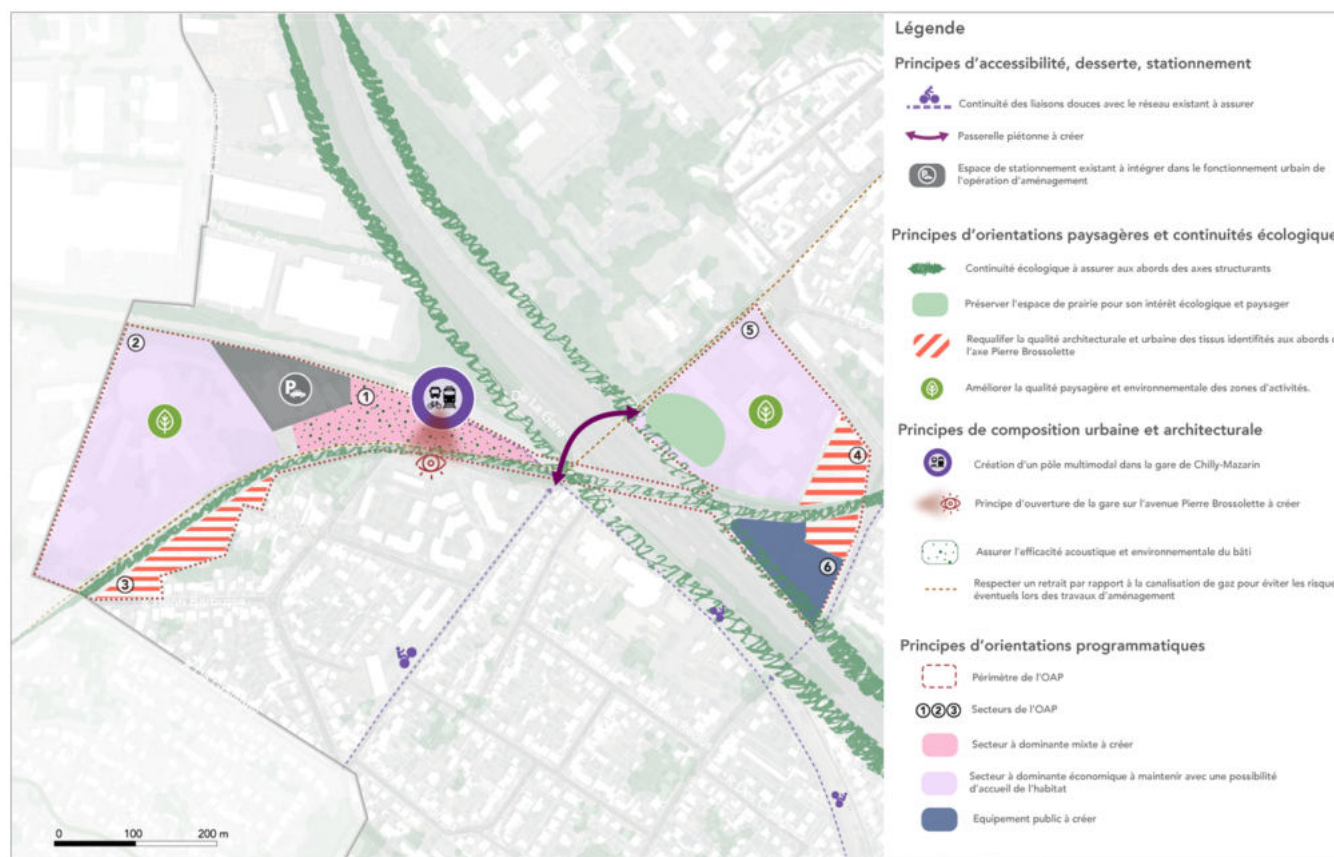 Légende
Principes d'accessibilité, desserte, stationnement
Continuité des liaisons douces avec le réseau existant à assurer
Passerelle piétonne à créer
Espace de stationnement existant à intégrer dans le fonctionnement urbain de
l'opération d'aménagement
Principes d'orientations paysagères et continuités écologique
Continuité écologique à assurer aux abords des axes structurants
Préserver l'espace de prairie pour son intérêt écologique et paysager
Requalifer la qualité architecturale et urbaine des tissus identifités aux abords
l'axe Pierre Brossolette
Améliorer la qualité paysagère et environnementale des zones d'activités.
Principes de composition urbaine et architecturale
Création d'un pôle multimodal dans la gare de Chilly-Mazarin
Principe d'ouverture de la gare sur l'avenue Pierre Brossolette à créer
Assurer l'efficacité acoustique et environnementale du bâti
Respecter un retrait par rapport à la canalisation de gaz pour éviter les risque
éventuels lors des travaux d'aménagement
Principes d'orientations programmatiques
Périmètre de l'OAP
①②③ Secteurs de l'OAP
Secteur à dominante mixte à créer
Secteur à dominante économique à maintenir avec une possibilité
d'accueil de l'habitat
Equipement public à créer
②
P
①
de la Gare
⑤
④
③
⑥
0 100 200 m